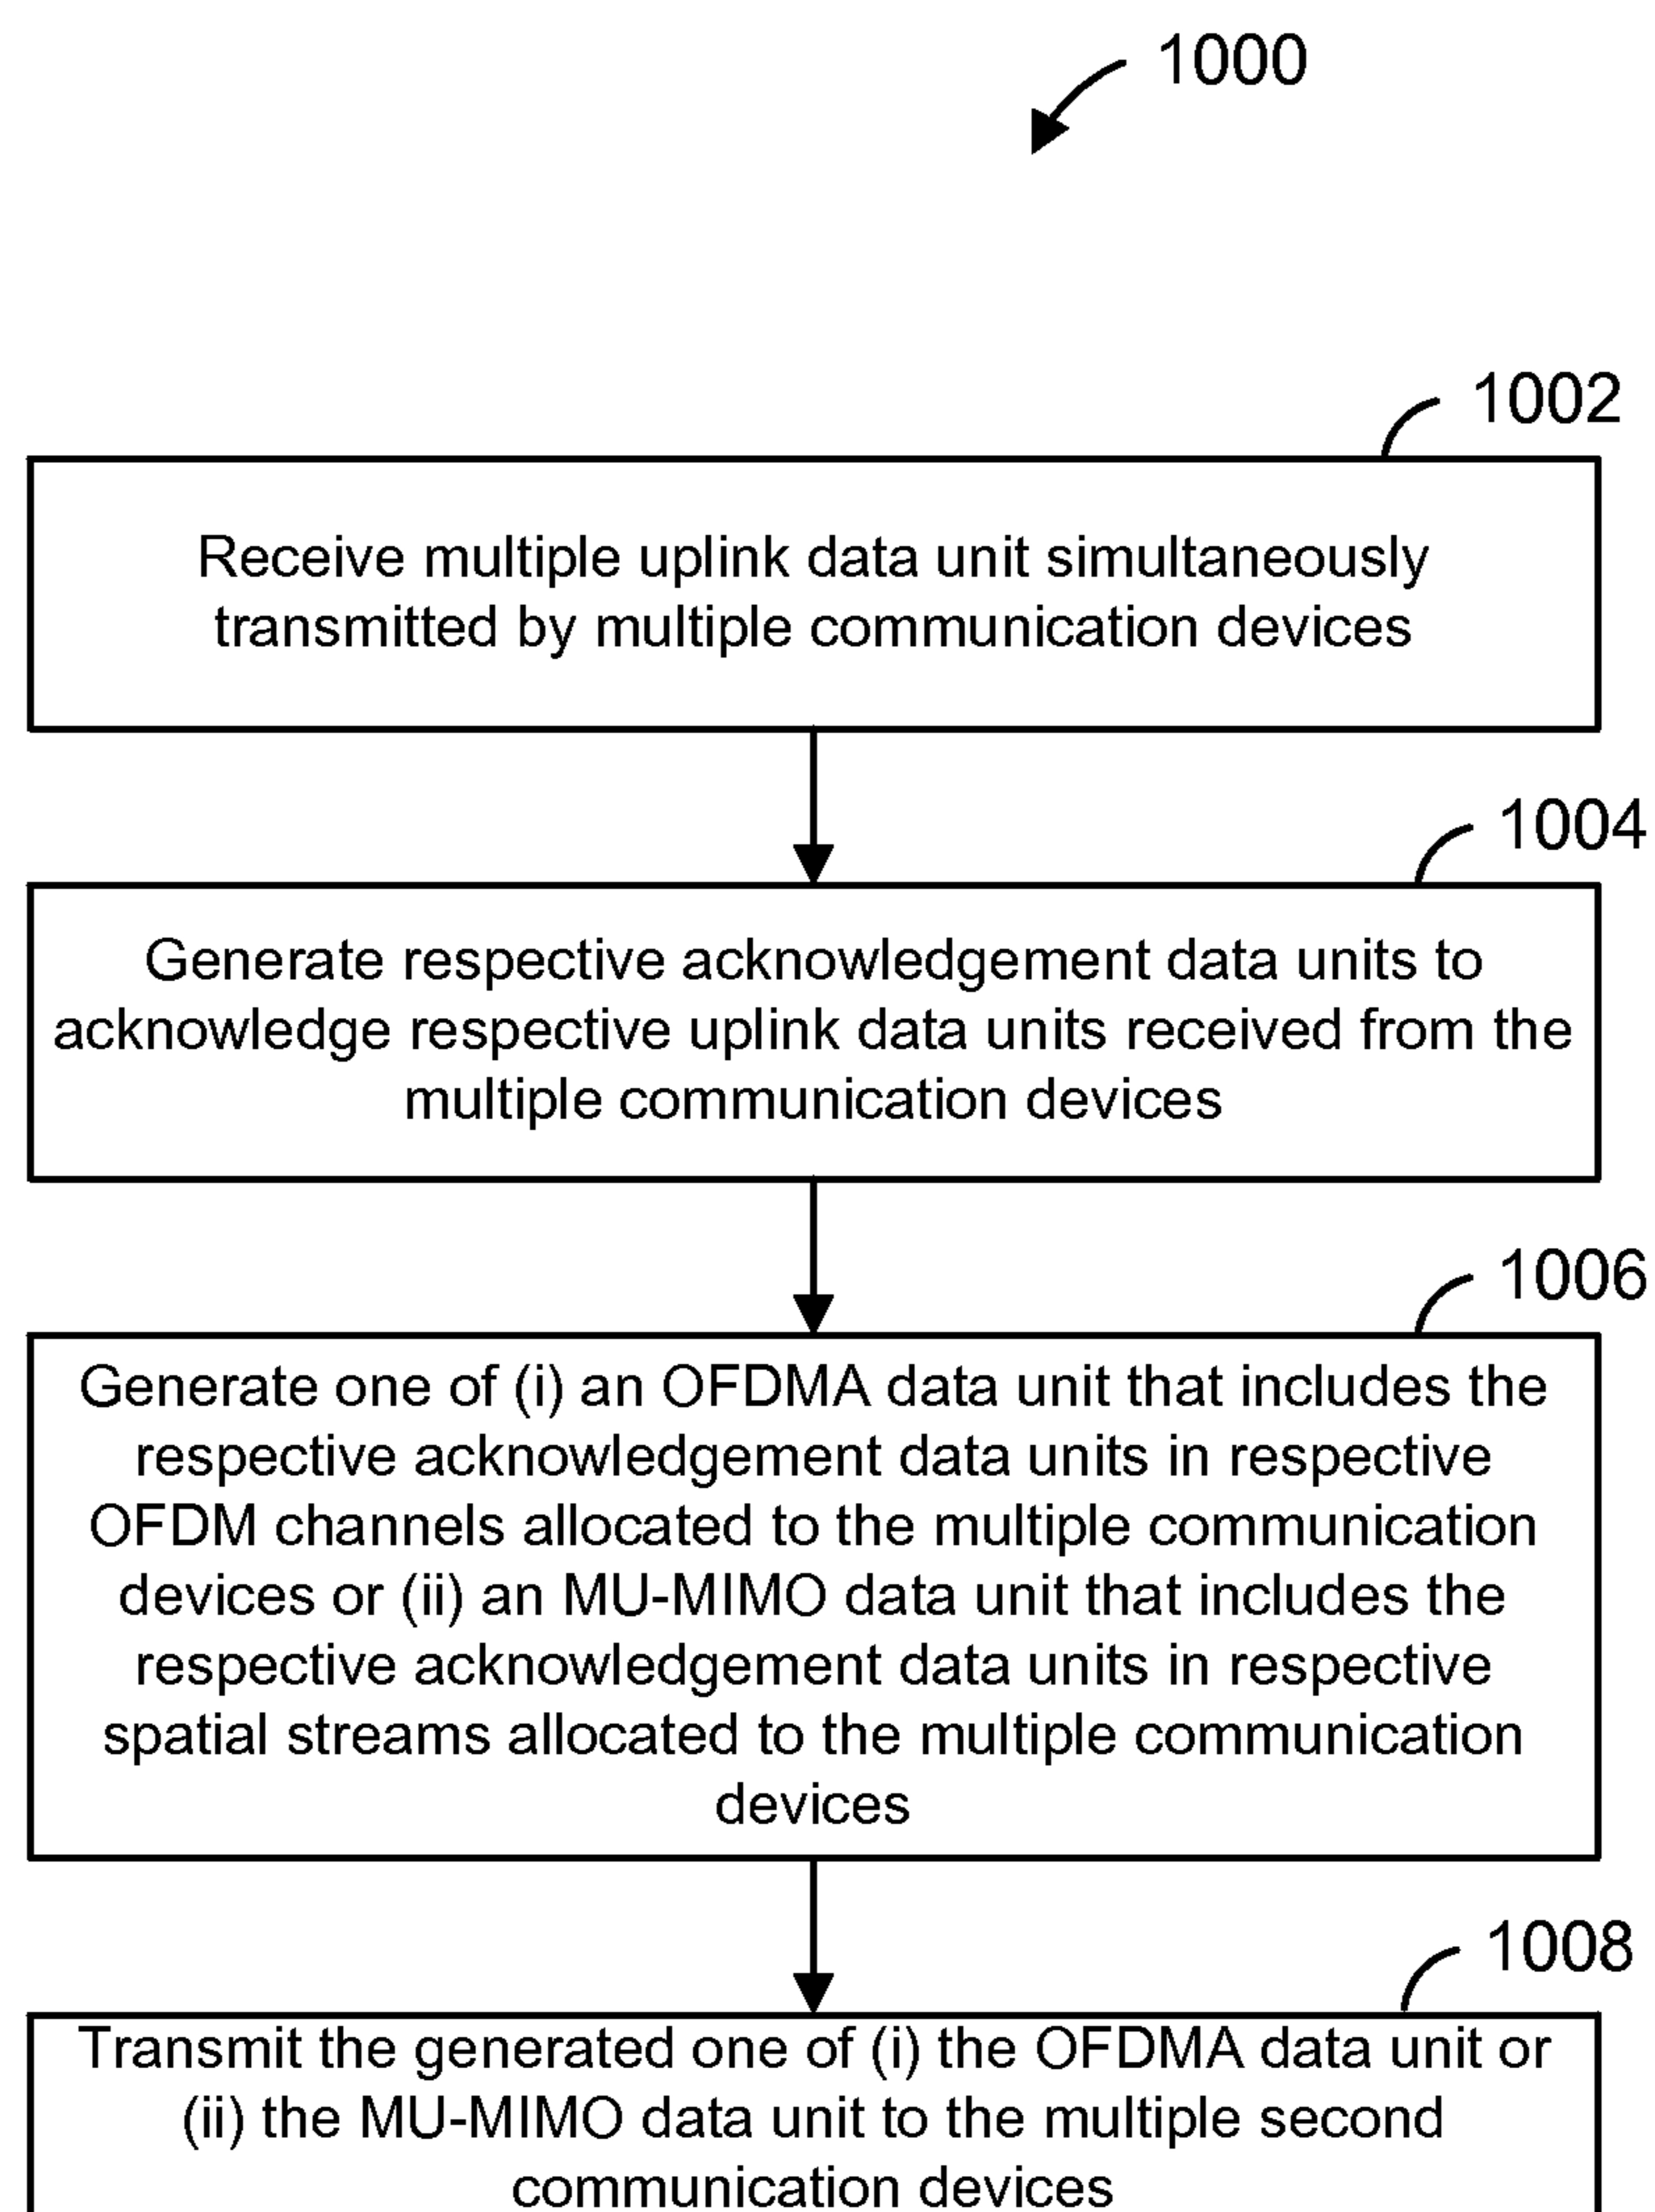 1000
1002
Receive multiple uplink data unit simultaneously
transmitted by multiple communication devices
1004
Generate respective acknowledgement data units to
acknowledge respective uplink data units received from the
multiple communication devices
1006
Generate one of (i) an OFDMA data unit that includes the
respective acknowledgement data units in respective
OFDM channels allocated to the multiple communication
devices or (ii) an MU-MIMO data unit that includes the
respective acknowledgement data units in respective
spatial streams allocated to the multiple communication
devices
1008
Transmit the generated one of (i) the OFDMA data unit or
(ii) the MU-MIMO data unit to the multiple second
communication devices